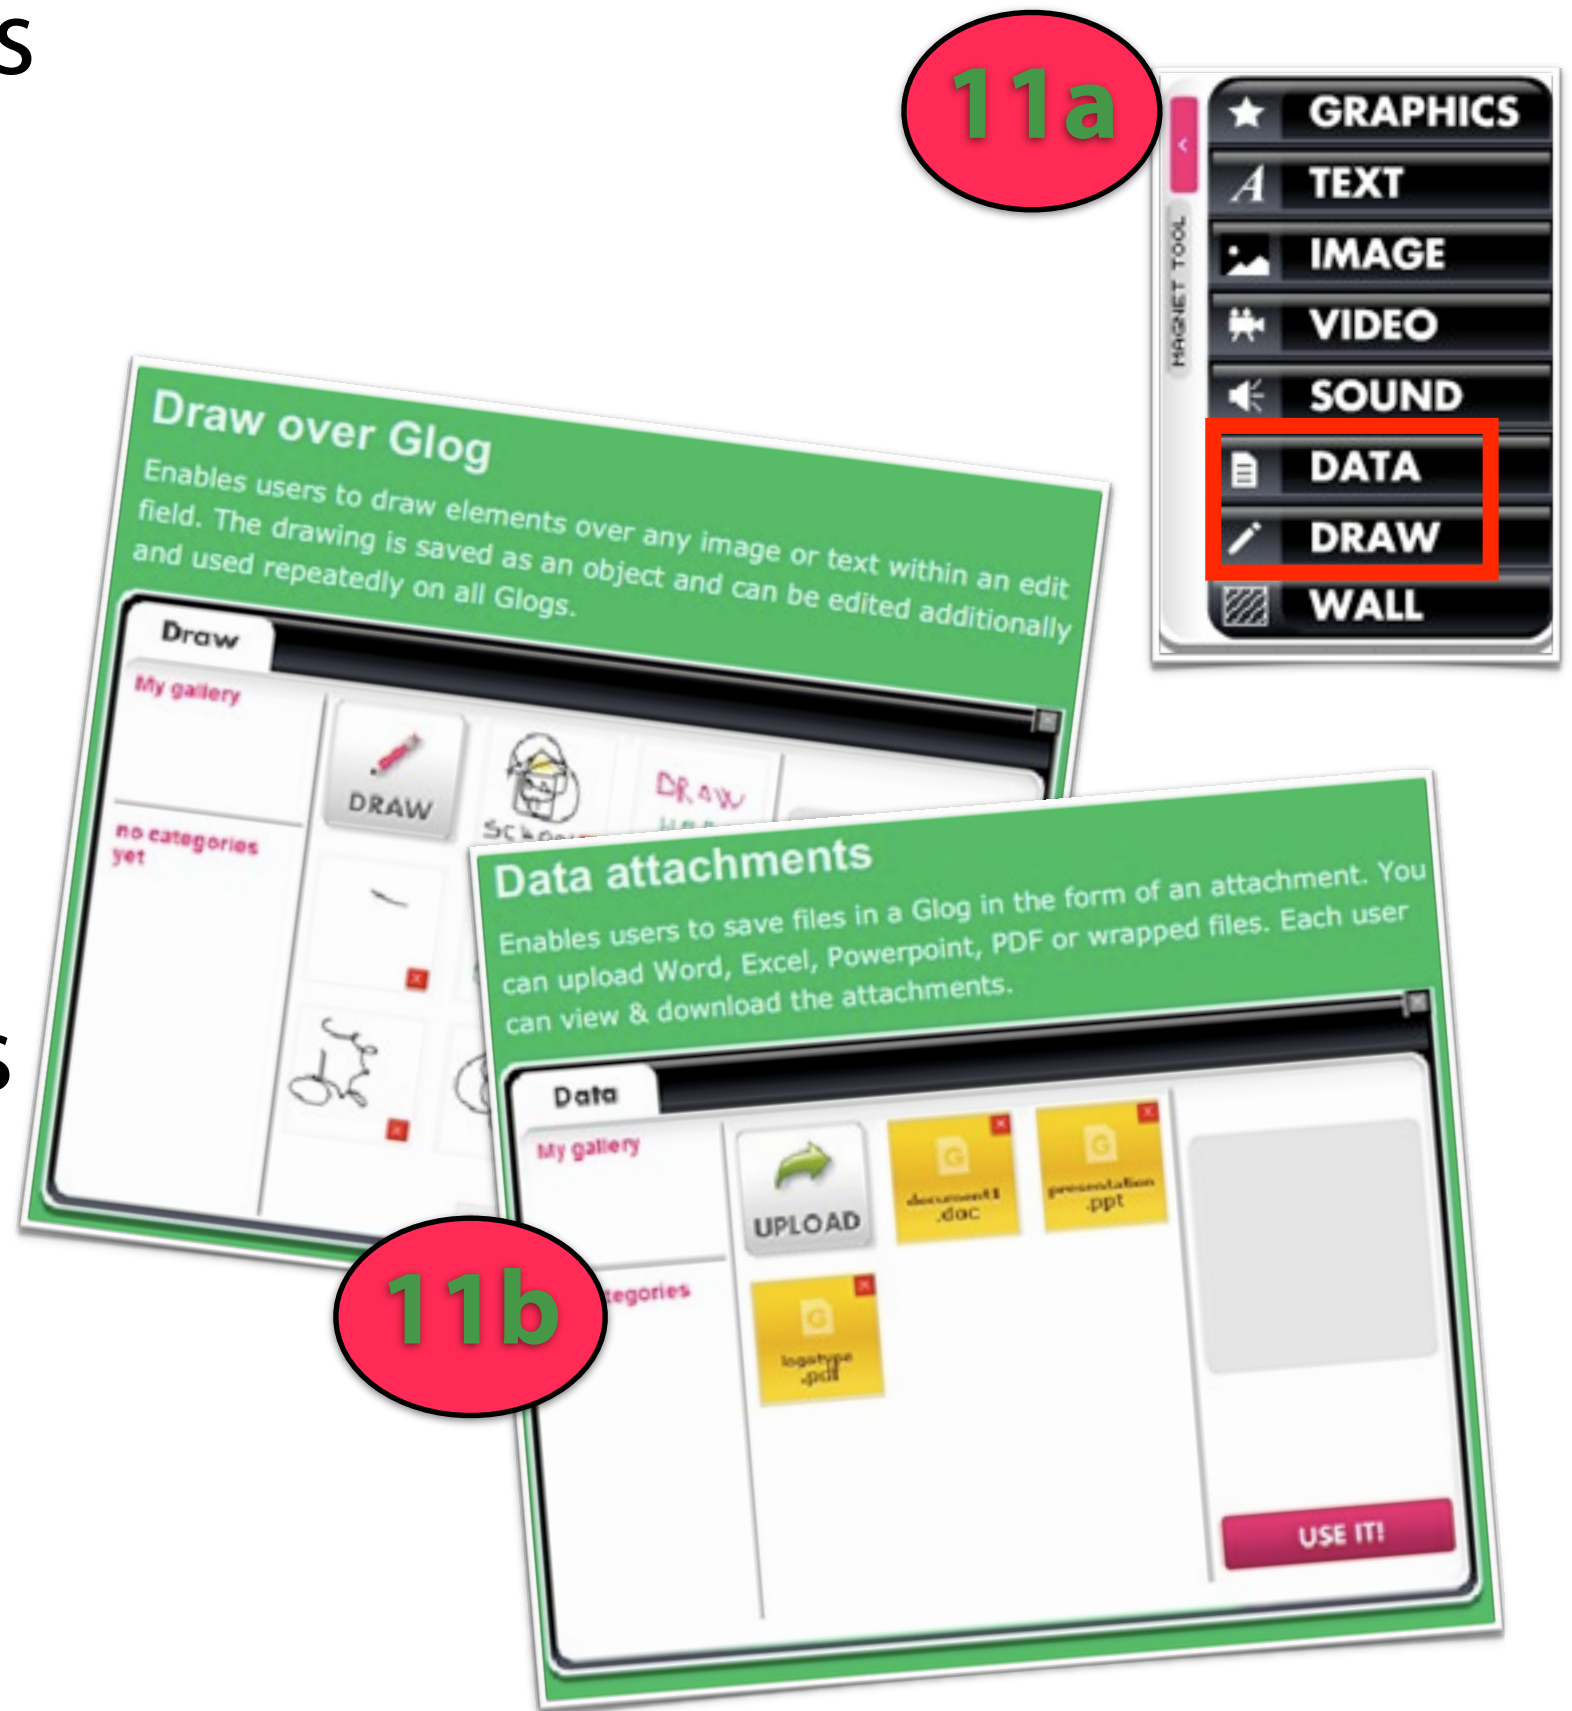 s
11a
GRAPHICS
TEXT
IMAGE
VIDEO
SOUND
DATA
DRAW
WALL
MAGNET TOOL
Draw over Glog
Enables users to draw elements over any image or text within an edit
field. The drawing is saved as an object and can be edited additionally
and used repeatedly on all Glogs.
Draw
My gallery
no categories
yet
DRAW
DRAW
s
Data attachments
Enables users to save files in a Glog in the form of an attachment. You
can upload Word, Excel, Powerpoint, PDF or wrapped files. Each user
can view & download the attachments.
Data
My gallery
tegories
UPLOAD
document1
.doc
presentation
.ppt
logotype
.pdf
USE IT!
11b